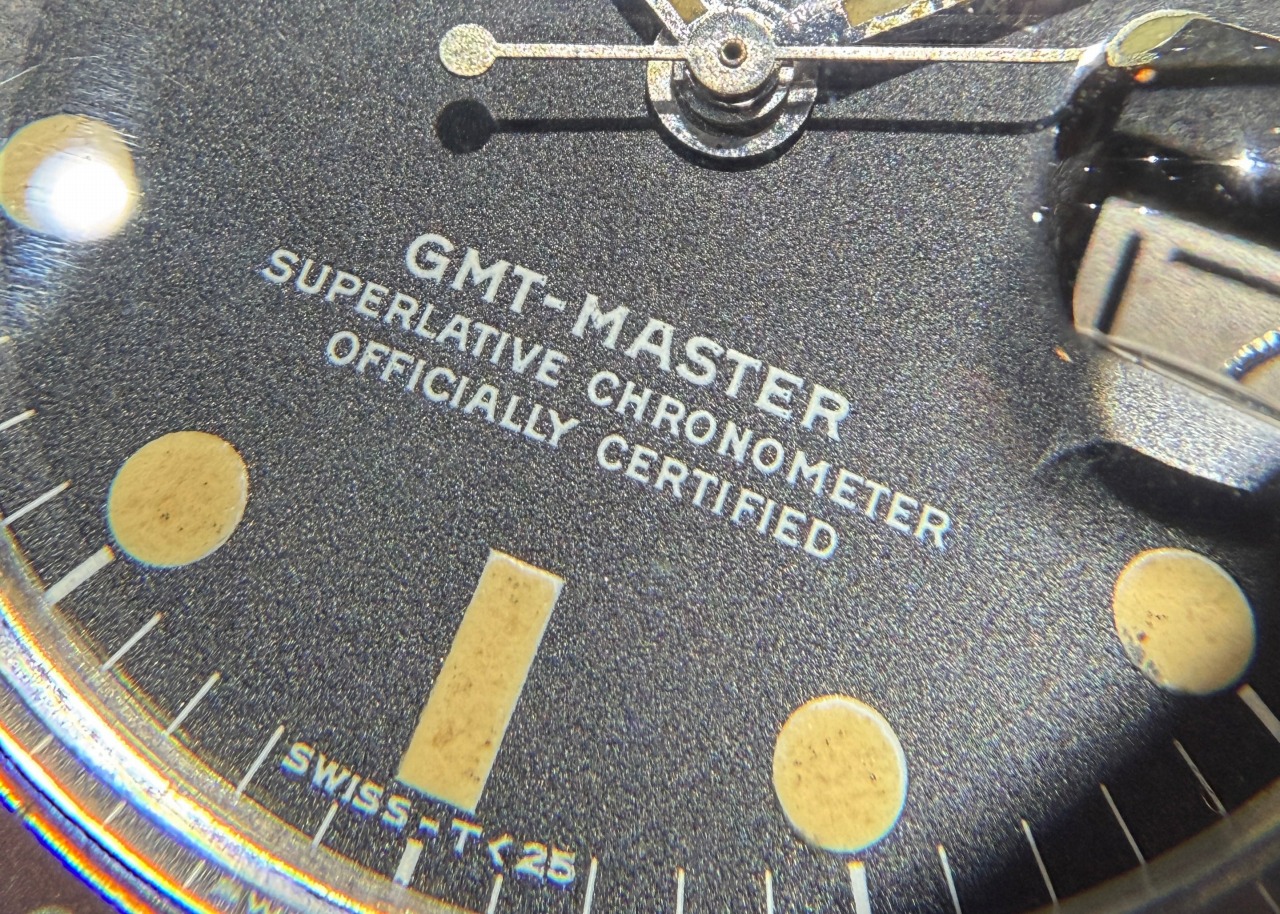 GMT-MASTER
SUPERLATIVE CHRONOMETER
OFFICIALLY CERTIFIED
SWISS-T<25